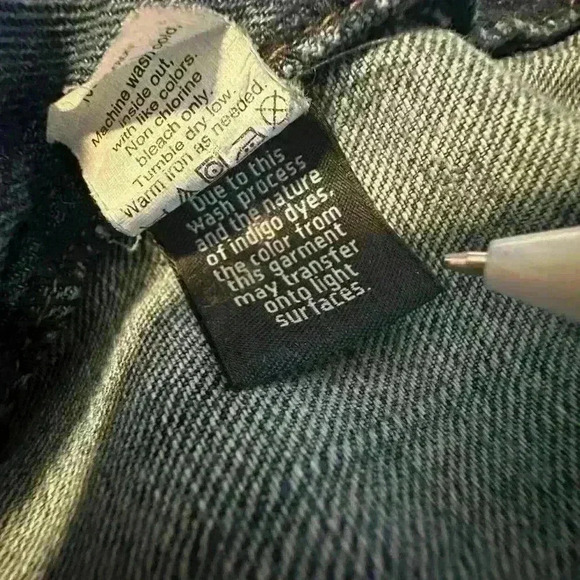 Machine wash cold,
inside out,
with like colors.
Non chlorine
bleach only.
Tumble dry low.
Warm iron as needed
Due to this
wash process
and the nature
of indigo dyes,
the color from
this garment
may transfer
onto light
surfaces.